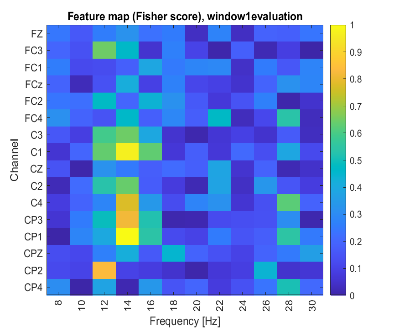 Feature map (Fisher score), window1evaluation
FZ
FC3
FC1
FCz
FC2
FC4
C3
C1
CZ
C2
C4
CP3
CP1
CPZ
CP2
CP4
Channel
8 10 12 14 16 18 20 22 24 26 28 30
Frequency [Hz]
1
0.9
0.8
0.7
0.6
0.5
0.4
0.3
0.2
0.1
0